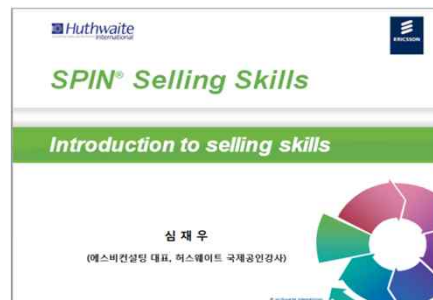 Huthwaite
international
ERICSSON
SPIN® Selling Skills
Introduction to selling skills
심 재 우
(에스비컨설팅 대표, 허스웨이트 국제공인강사)